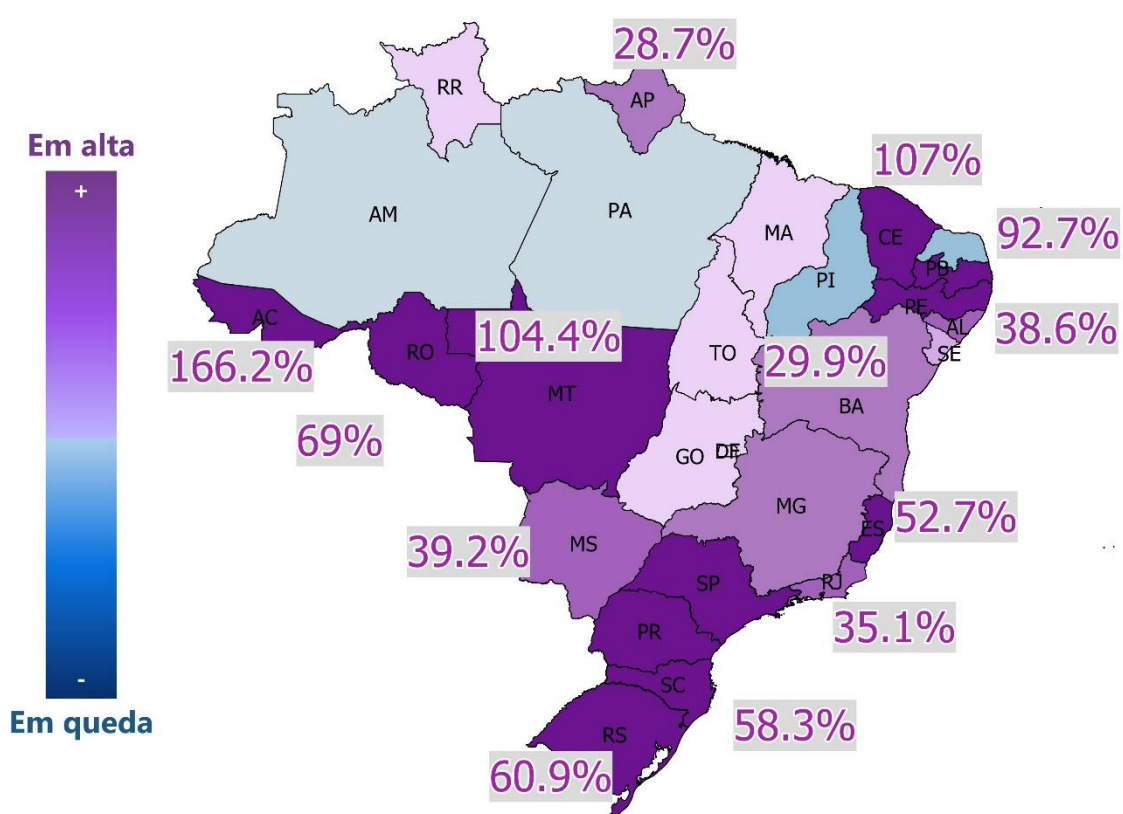 28.7%
RR
AP
Em alta
+
107%
AM
PA
MA
CE
92.7%
PB
PI
AC
PE
AL
38.6%
104.4%
RO
TO
SE
166.2%
29.9%
MT
BA
69%
GO
DF
MG
52.7%
ES
39.2%
MS
SP
RJ
35.1%
PR
-
SC
Em queda
58.3%
RS
60.9%